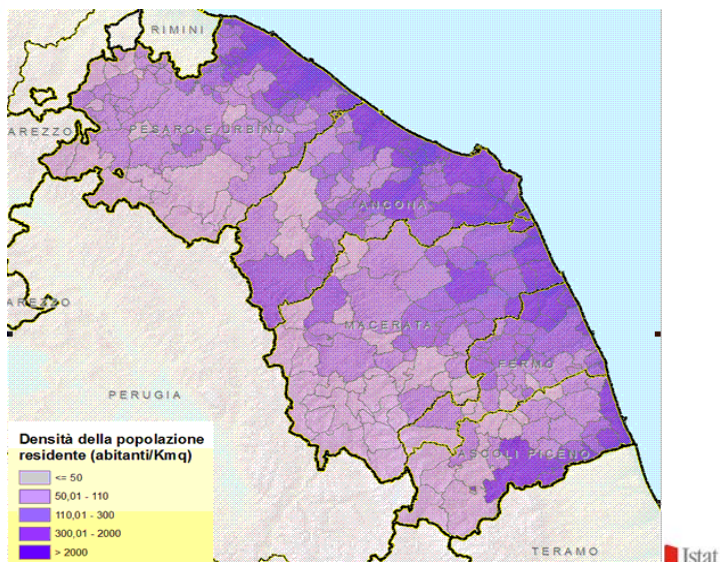 RIMINI
AREZZO
PESARO E URBINO
ANCONA
AREZZO
MACERATA
FERMO
PERUGIA
ASCOLI PICENO
TERAMO
Densità della popolazione
residente (abitanti/Kmq)
<= 50
50,01 - 110
110,01 - 300
300,01 - 2000
> 2000
Istat